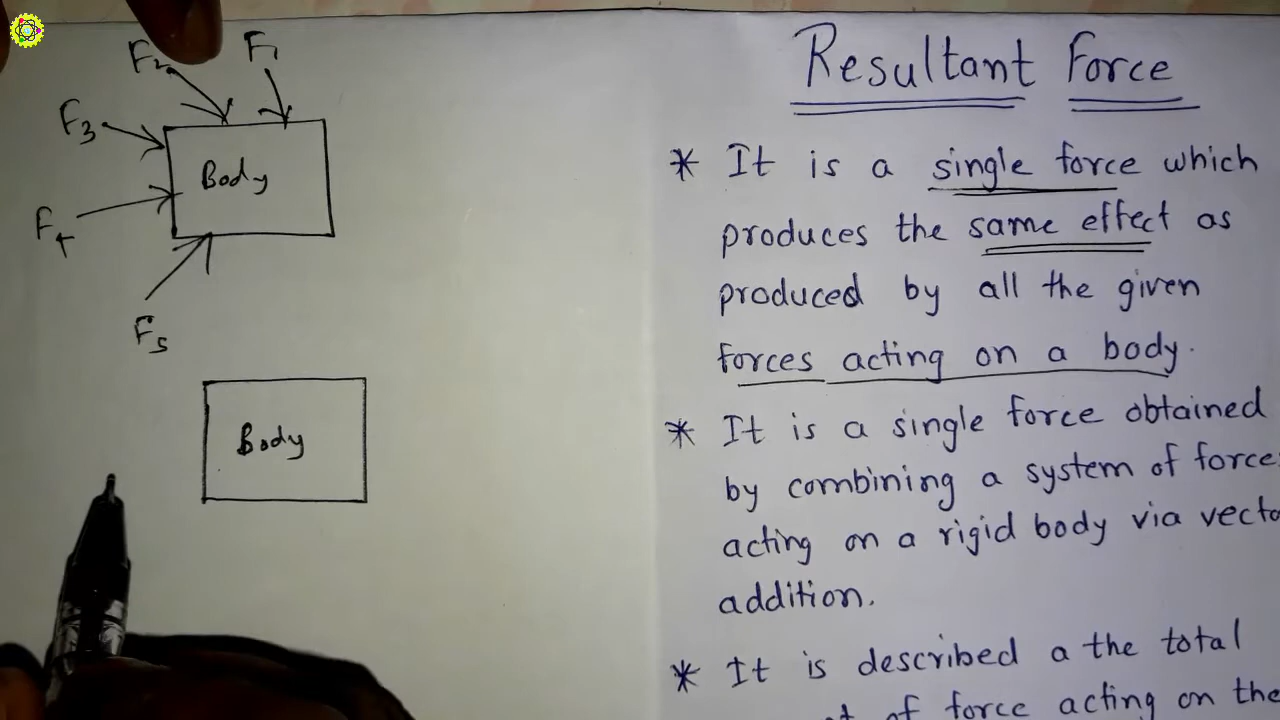 F2
F1
F3
Body
F4
F5
Body
Resultant Force
* It is a single force which
produces the same effect as
produced by all the given
forces acting on a body.
* It is a single force obtained
by combining a system of force
acting on a rigid body via vecto
addition.
* It is described a the total
of force acting on the